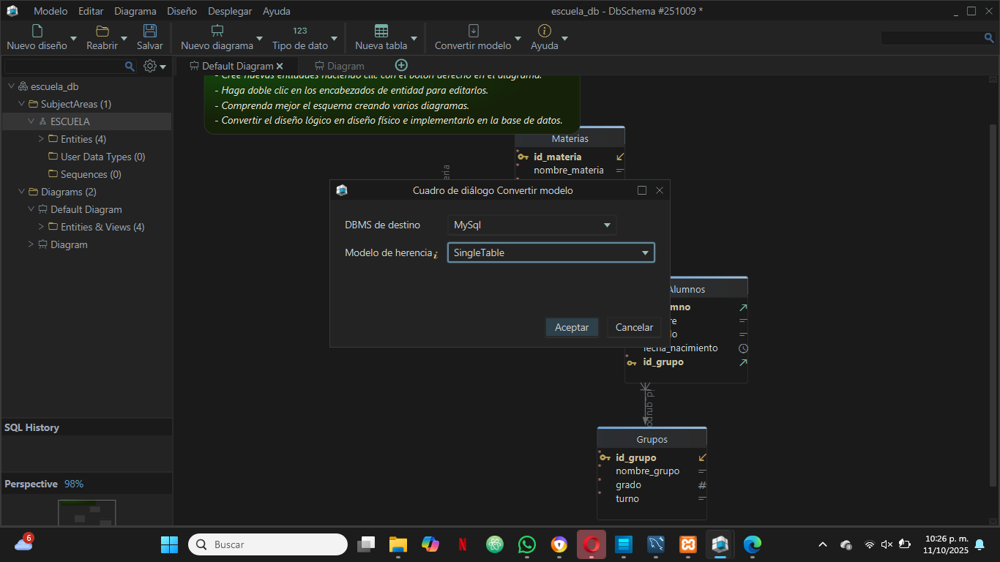 Modelo Editar Diagrama Diseño Desplegar Ayuda
escuela_db - DbSchema #251009 *
123
Nuevo diseño Reabrir Salvar Nuevo diagrama Tipo de dato Nueva tabla Convertir modelo Ayuda
Default Diagram
Diagram
escuela_db
SubjectAreas (1)
ESCUELA
Entities (4)
User Data Types (0)
Sequences (0)
Diagrams (2)
Default Diagram
Entities & Views (4)
Diagram
SQL History
Perspective 98%
- Cree nuevas entidades haciendo clic con el botón derecho en el diagrama.
- Haga doble clic en los encabezados de entidad para editarlos.
- Comprenda mejor el esquema creando varios diagramas.
- Convertir el diseño lógico en diseño físico e implementarlo en la base de datos.
Materias
id_materia
nombre_materia
eria
Cuadro de diálogo Convertir modelo
DBMS de destino
MySql
Modelo de herencia
SingleTable
Aceptar
Cancelar
Alumnos
mno
re
do
fecha_nacimiento
id_grupo
id_grupo
Grupos
id_grupo
nombre_grupo
grado
#
turno
6
Buscar
10:26 p. m.
11/10/2025